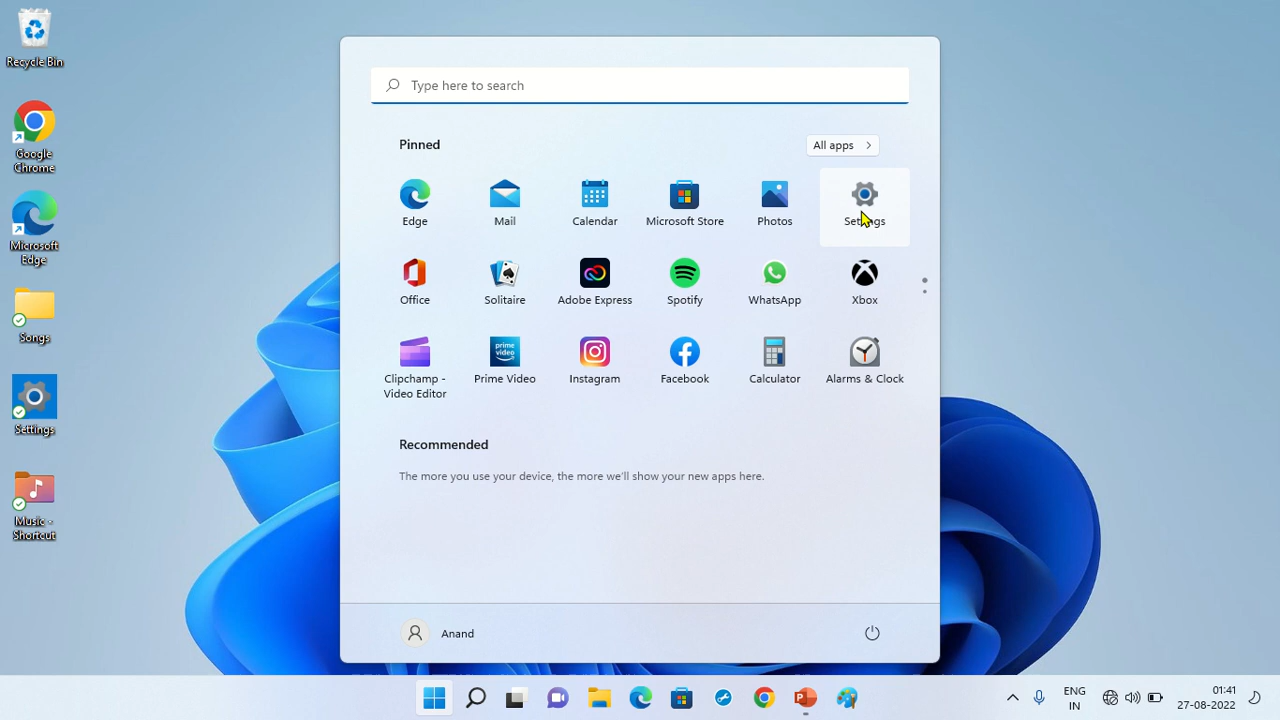 Recycle Bin
Google
Chrome
Microsoft
Edge
Songs
Settings
Music -
Shortcut
Type here to search
Pinned
All apps
Edge
Mail
Calendar
Microsoft Store
Photos
Settings
Office
Solitaire
Adobe Express
Spotify
WhatsApp
Xbox
Clipchamp -
Video Editor
prime
video
Prime Video
Instagram
Facebook
Calculator
Alarms & Clock
Recommended
The more you use your device, the more we'll show your new apps here.
Anand
ENG
IN
01:41
27-08-2022